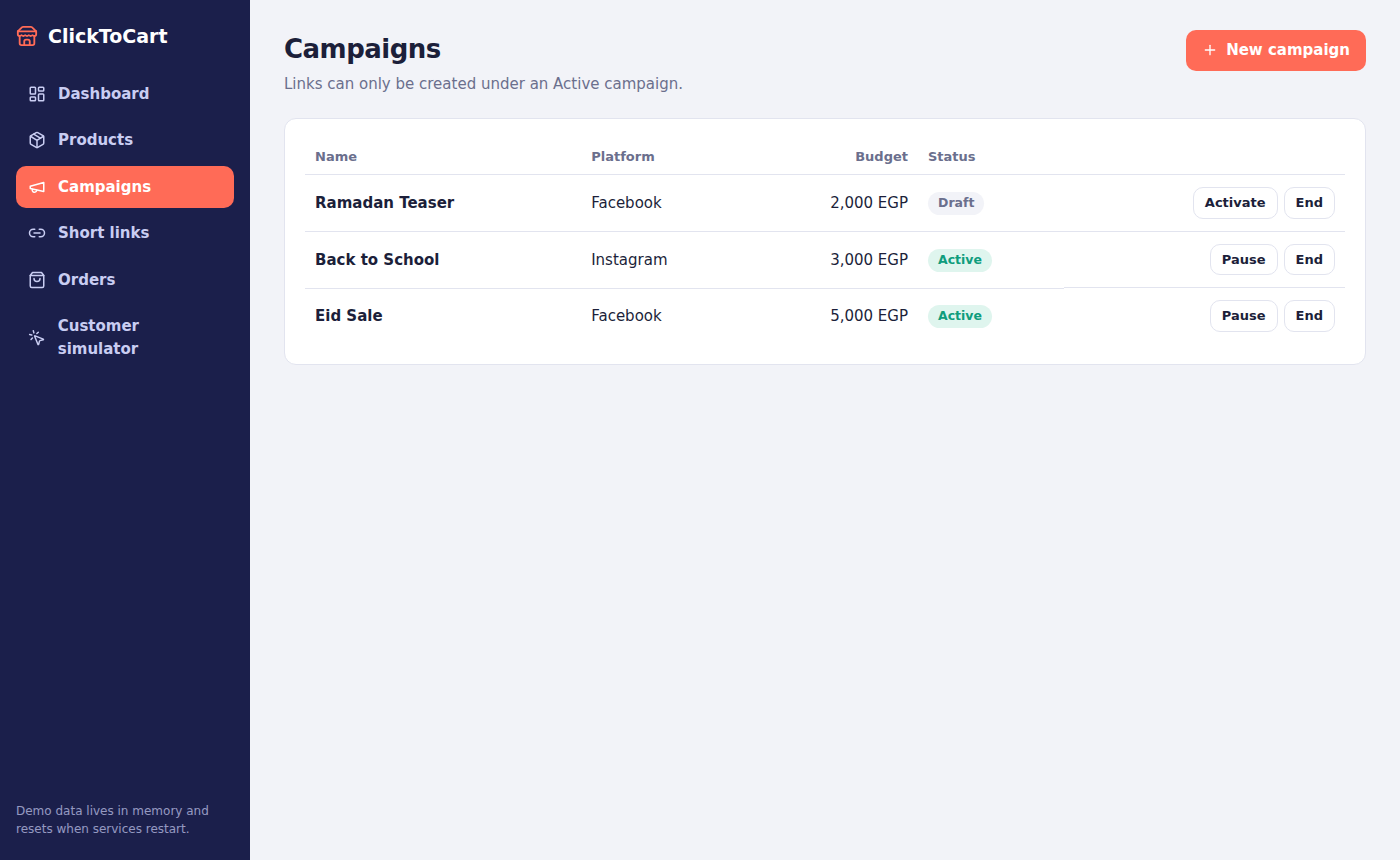 ClickToCart
Dashboard
Products
Campaigns
Short links
Orders
Customer
simulator
Demo data lives in memory and
resets when services restart.
Campaigns
New campaign
Links can only be created under an Active campaign.
Name Platform Budget Status
Ramadan Teaser Facebook 2,000 EGP Draft Activate End
Back to School Instagram 3,000 EGP Active Pause End
Eid Sale Facebook 5,000 EGP Active Pause End